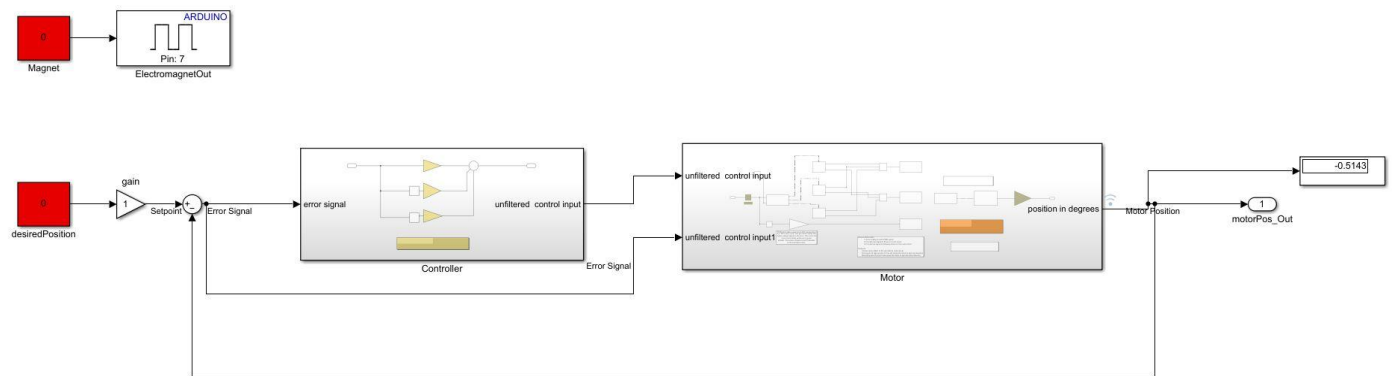 ARDUINO
0
Pin: 7
Magnet
ElectromagnetOut
gain
0
1
Setpoint
+
-
Error Signal
desiredPosition
error signal
unfiltered control input
Controller
Error Signal
unfiltered control input
unfiltered control input1
position in degrees
Motor
Motor Position
-0.5143
1
motorPos_Out